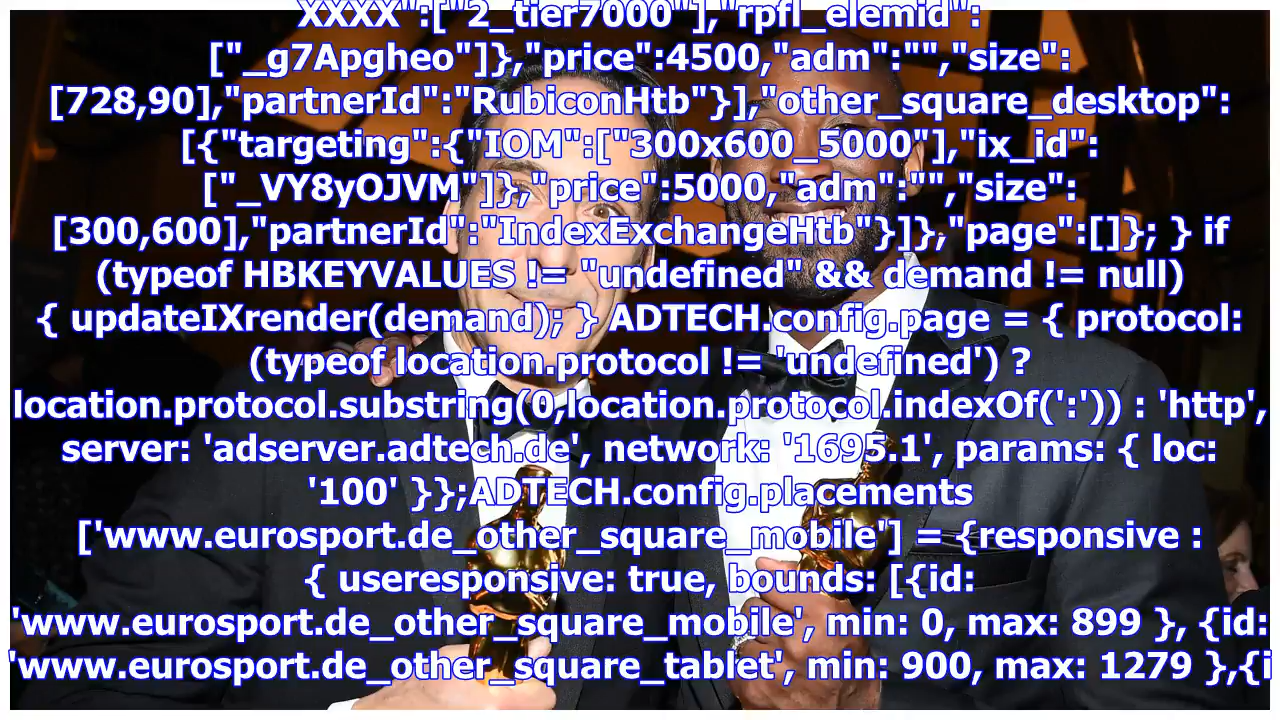 XXXX":["2_tier7000"],"rpfl_elemid":
["_g7Apgheo"]},"price":4500,"adm":"","size":
[728,90],"partnerId":"RubiconHtb"}],"other_square_desktop":
[{"targeting":{"IOM":["300x600_5000"],"ix_id":
["_VY8yOJVM"]},"price":5000,"adm":"","size":
[300,600],"partnerId":"IndexExchangeHtb"}]},"page":[]}; } if
(typeof HBKEYVALUES != "undefined" && demand != null)
{ updateIXrender(demand); } ADTECH.config.page = { protocol:
(typeof location.protocol != 'undefined') ?
location.protocol.substring(0,location.protocol.indexOf(':')) : 'http',
server: 'adserver.adtech.de', network: '1695.1', params: { loc:
'100' }};ADTECH.config.placements
['www.eurosport.de_other_square_mobile'] = {responsive :
{ useresponsive: true, bounds: [{id:
'www.eurosport.de_other_square_mobile', min: 0, max: 899 }, {id:
'www.eurosport.de_other_square_tablet', min: 900, max: 1279 },{i